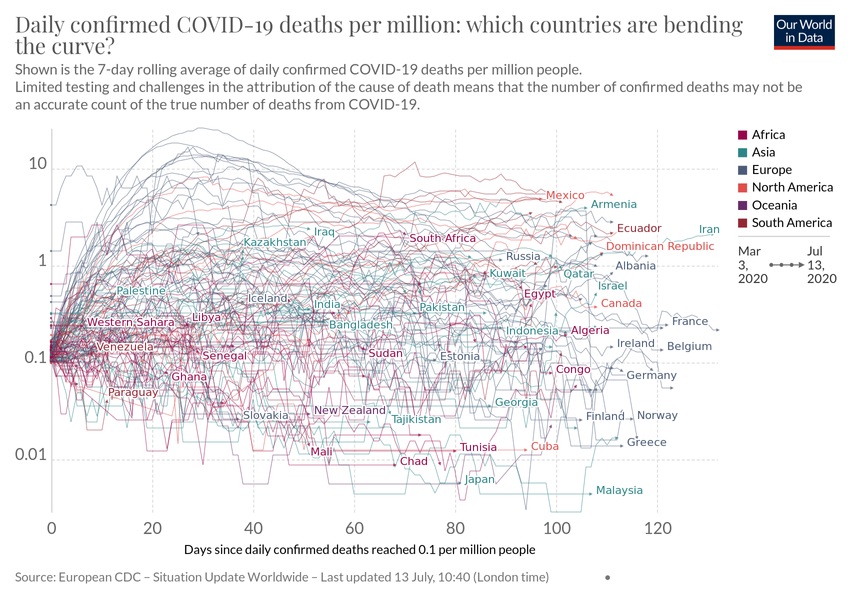 Daily confirmed COVID-19 deaths per million: which countries are bending
the curve?
Our World
in Data
Shown is the 7-day rolling average of daily confirmed COVID-19 deaths per million people.
Limited testing and challenges in the attribution of the cause of death means that the number of confirmed deaths may not be
an accurate count of the true number of deaths from COVID-19.
Africa
Asia
Europe
North America
Oceania
South America
Mar
3,
2020
Jul
13,
2020
10
1
0.1
0.01
Mexico
Armenia
Ecuador
Iran
Iraq
South Africa
Kazakhstan
Dominican Republic
Russia
Albania
Kuwait
Qatar
Israel
Palestine
Iceland
India
Egypt
Canada
Pakistan
Western Sahara
Libya
Bangladesh
France
Indonesia
Algeria
Venezuela
Senegal
Sudan
Estonia
Ireland
Belgium
Ghana
Congo
Germany
Paraguay
Georgia
Slovakia
New Zealand
Tajikistan
Finland
Norway
Mali
Tunisia
Cuba
Greece
Chad
Japan
Malaysia
0
20
40
60
80
100
120
Days since daily confirmed deaths reached 0.1 per million people
Source: European CDC – Situation Update Worldwide – Last updated 13 July, 10:40 (London time)